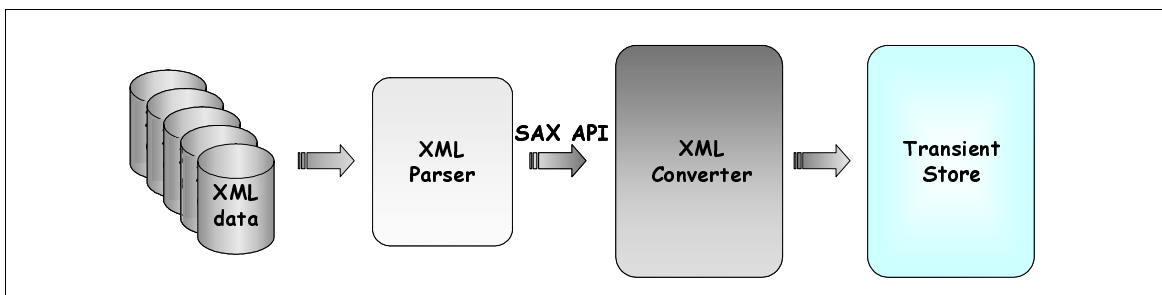 XML
data
XML
Parser
SAX API
XML
Converter
Transient
Store